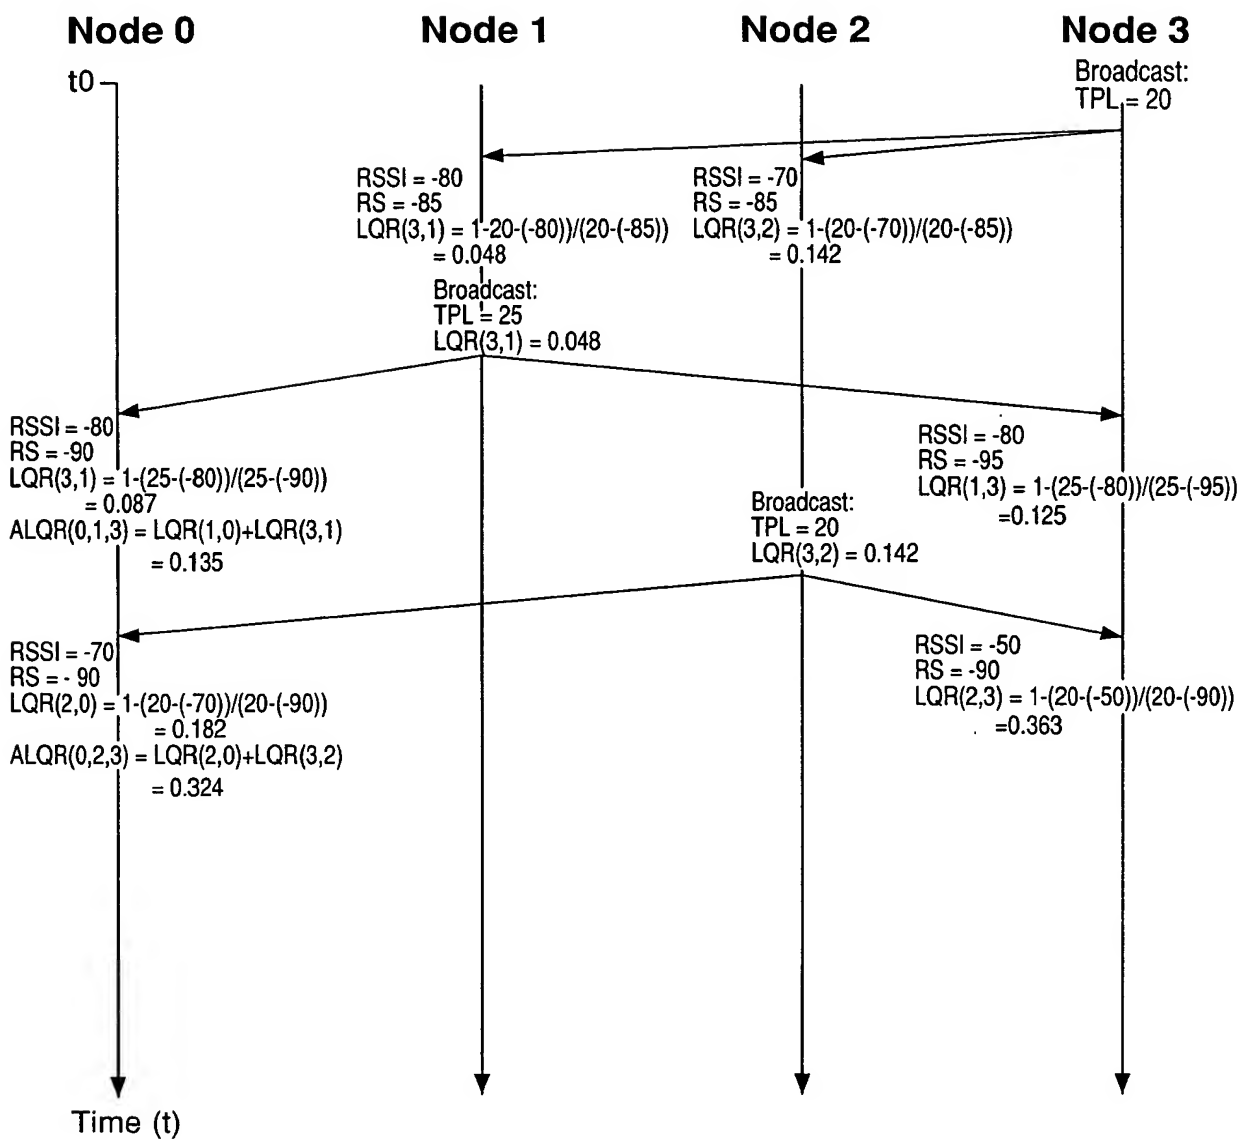 Node 0
Node 1
Node 2
Node 3
t0
Broadcast:
TPL = 20
RSSI = -80
RS = -85
LQR(3,1) = 1-20-(-80))/(20-(-85))
= 0.048
RSSI = -70
RS = -85
LQR(3,2) = 1-(20-(-70))/(20-(-85))
= 0.142
Broadcast:
TPL = 25
LQR(3,1) = 0.048
RSSI = -80
RS = -90
LQR(3,1) = 1-(25-(-80))/(25-(-90))
= 0.087
ALQR(0,1,3) = LQR(1,0)+LQR(3,1)
= 0.135
RSSI = -80
RS = -95
LQR(1,3) = 1-(25-(-80))/25-(-95))
=0.125
Broadcast:
TPL = 20
LQR(3,2) = 0.142
RSSI = -70
RS = - 90
LQR(2,0) = 1-(20-(-70))/(20-(-90))
= 0.182
ALQR(0,2,3) = LQR(2,0)+LQR(3,2)
= 0.324
RSSI = -50
RS = -90
LQR(2,3) = 1-(20-(-50))/(20-(-90))
=0.363
Time (t)